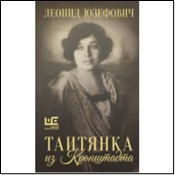 ЛЕОНИД ЮЗЕФОВИЧ
ТАИТЯНКА
из Кронштадта